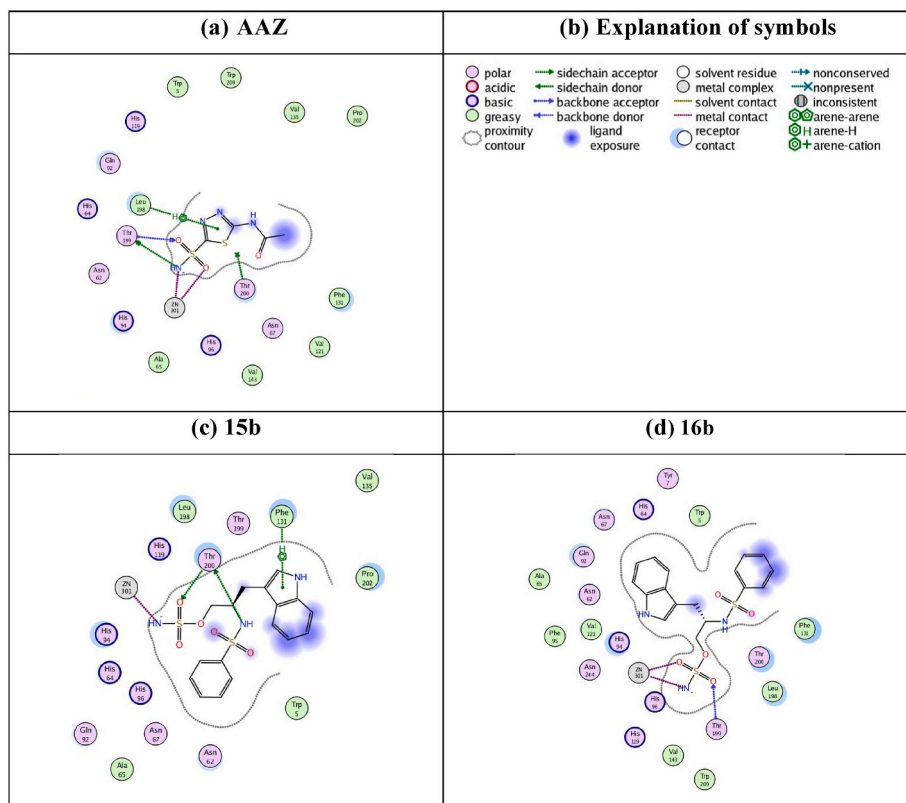 (a) AAZ
(b) Explanation of symbols
Trp 5
Trp 209
Val 135
Pro 202
His 119
Gln 92
His 64
Leu 198
Thr 199
Asn 62
His 94
ZN 301
Ala 65
His 96
Val 143
Asn 67
Val 121
Phe 131
Thr 200
H
N
N
S
H
N
O
O
S
O
HN
polar
acidic
basic
greasy
proximity contour
sidechain acceptor
sidechain donor
backbone acceptor
backbone donor
ligand exposure
solvent residue
metal complex
solvent contact
metal contact
receptor contact
nonconserved
nonpresent
inconsistent
arene-arene
H arene-H
+ arene-cation
(c) 15b
(d) 16b
Val 135
Leu 198
Thr 199
Phe 131
His 119
Thr 200
H
Pro 202
ZN 301
His 94
His 64
His 96
Gln 92
Asn 67
Asn 62
Ala 65
Trp 5
NH
O
HN
S
O
O
NH
O
S
O
Tyr 7
His 64
Asn 67
Trp 5
Gln 92
Ala 65
Asn 62
Phe 95
Val 121
His 94
Asn 244
ZN 301
His 96
His 119
Val 143
Trp 209
Thr 199
Leu 198
Thr 200
Phe 131
HN
O
S
O
N
H
O
O
S
O
HN